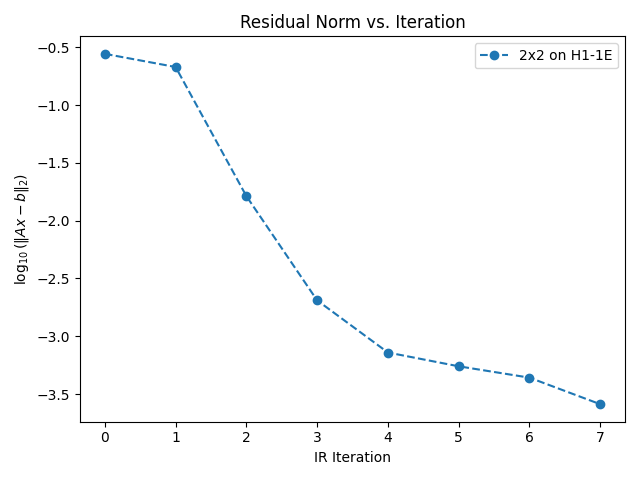 Residual Norm vs. Iteration
2x2 on H1-1E
−0.5
−1.0
−1.5
−2.0
−2.5
−3.0
−3.5
log₁₀(‖Ax − b‖₂)
0 1 2 3 4 5 6 7
IR Iteration